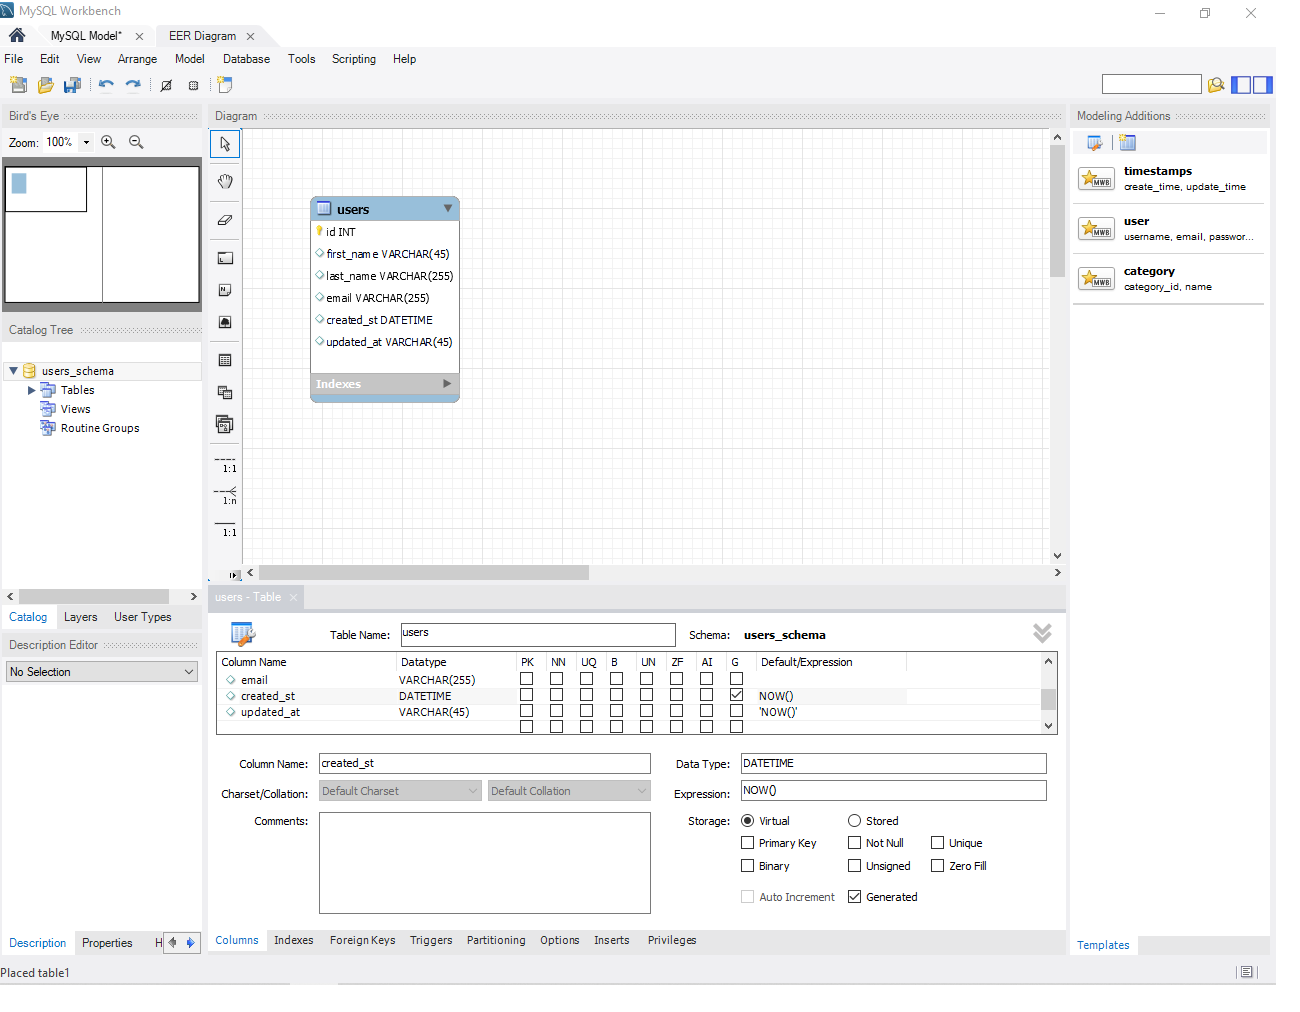 MySQL Workbench
MySQL Model*
EER Diagram
File Edit View Arrange Model Database Tools Scripting Help
Bird's Eye
Diagram
Modeling Additions
Zoom: 100%
timestamps
create_time, update_time
user
username, email, passwor...
category
category_id, name
users
id INT
first_name VARCHAR(45)
last_name VARCHAR(255)
email VARCHAR(255)
created_st DATETIME
updated_at VARCHAR(45)
Indexes
Catalog Tree
users_schema
Tables
Views
Routine Groups
1:1
1:n
1:1
Catalog Layers User Types
Description Editor
No Selection
users - Table
Table Name: users Schema: users_schema
Column Name Datatype PK NN UQ B UN ZF AI G Default/Expression
email VARCHAR(255)
created_st DATETIME NOW()
updated_at VARCHAR(45) 'NOW()'
Column Name: created_st Data Type: DATETIME
Charset/Collation: Default Charset Default Collation Expression: NOW()
Comments: Storage: Virtual Stored
Primary Key Not Null Unique
Binary Unsigned Zero Fill
Auto Increment Generated
Columns Indexes Foreign Keys Triggers Partitioning Options Inserts Privileges
Description Properties H
Templates
Placed table1